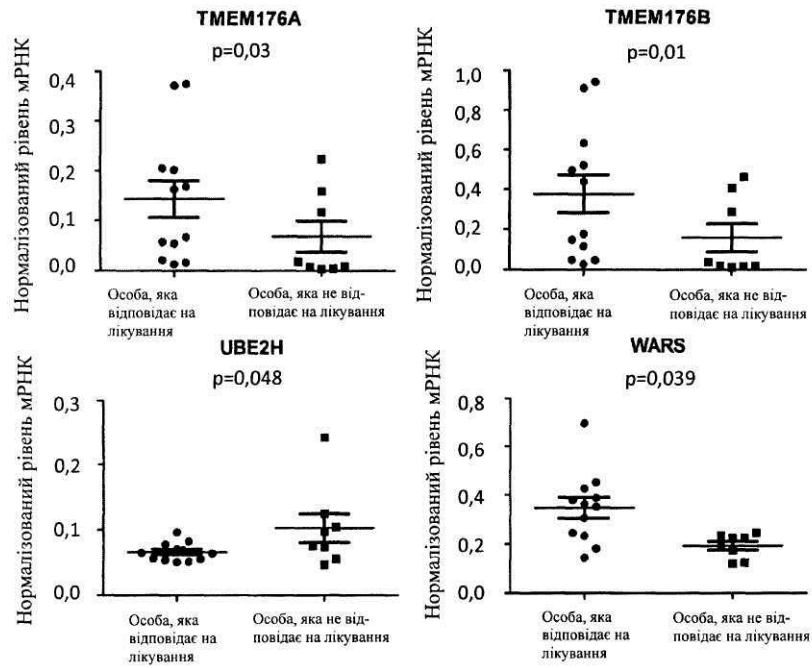 TMEM176A
p=0,03
Нормалізований рівень мРНК
0,4
0,3
0,2
0,1
0,0
Особа, яка
відповідає на
лікування
Особа, яка не від-
повідає на лікування
TMEM176B
p=0,01
Нормалізований рівень мРНК
1,0
0,8
0,6
0,4
0,2
0,0
Особа, яка
відповідає на
лікування
Особа, яка не від-
повідає на лікування
UBE2H
p=0,048
Нормалізований рівень мРНК
0,3
0,2
0,1
0,0
Особа, яка
відповідає на
лікування
Особа, яка не від-
повідає на лікування
WARS
p=0,039
Нормалізований рівень мРНК
0,8
0,6
0,4
0,2
0,0
Особа, яка
відповідає на
лікування
Особа, яка не від-
повідає на лікування